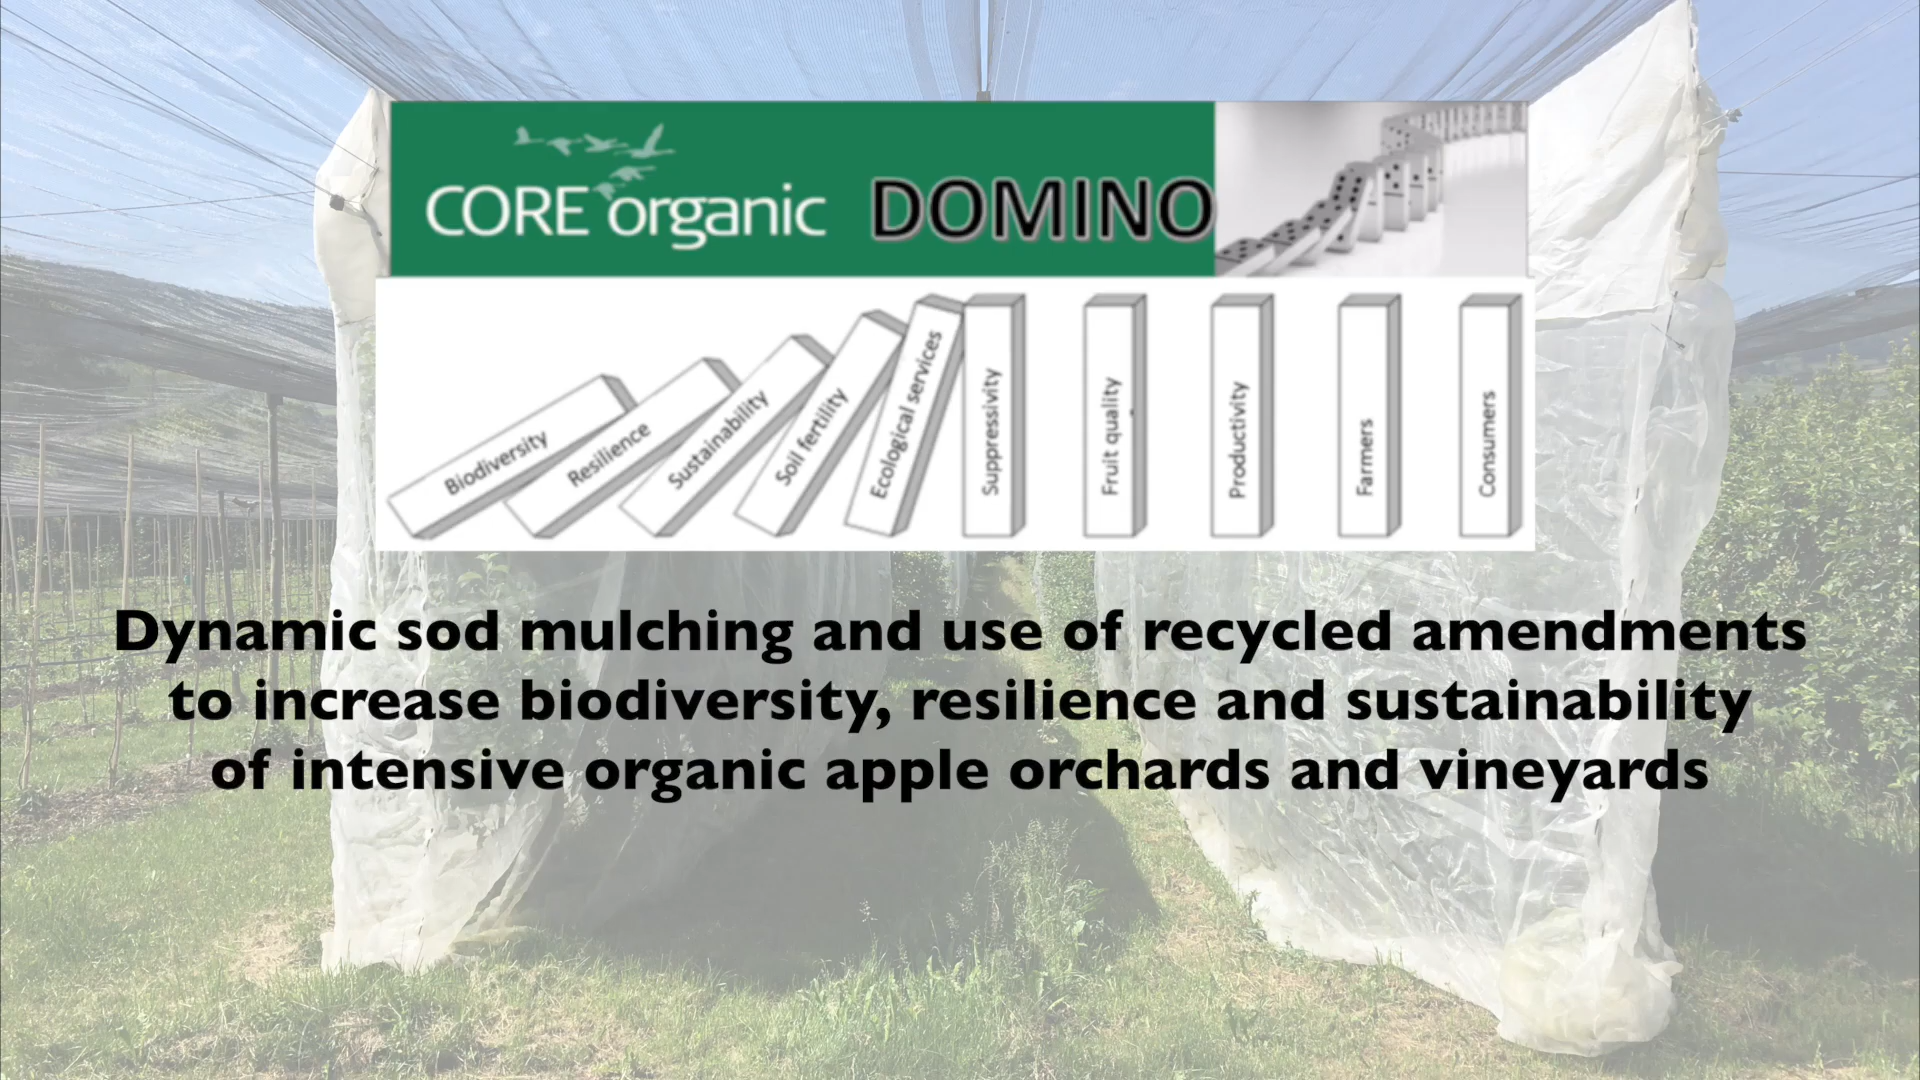 CORE organic DOMINO
Biodiversity
Resilience
Sustainability
Soil fertility
Ecological services
Suppressivity
Fruit quality
Productivity
Farmers
Consumers
Dynamic sod mulching and use of recycled amendments
to increase biodiversity, resilience and sustainability
of intensive organic apple orchards and vineyards